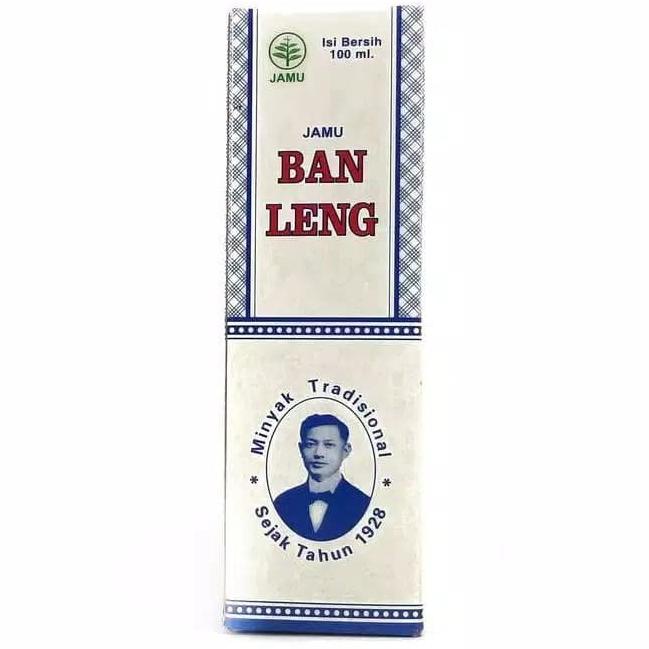 Isi Bersih
100 ml.
JAMU
JAMU
BAN
LENG
Minyak Tradisional
* Sejak Tahun 1928 *